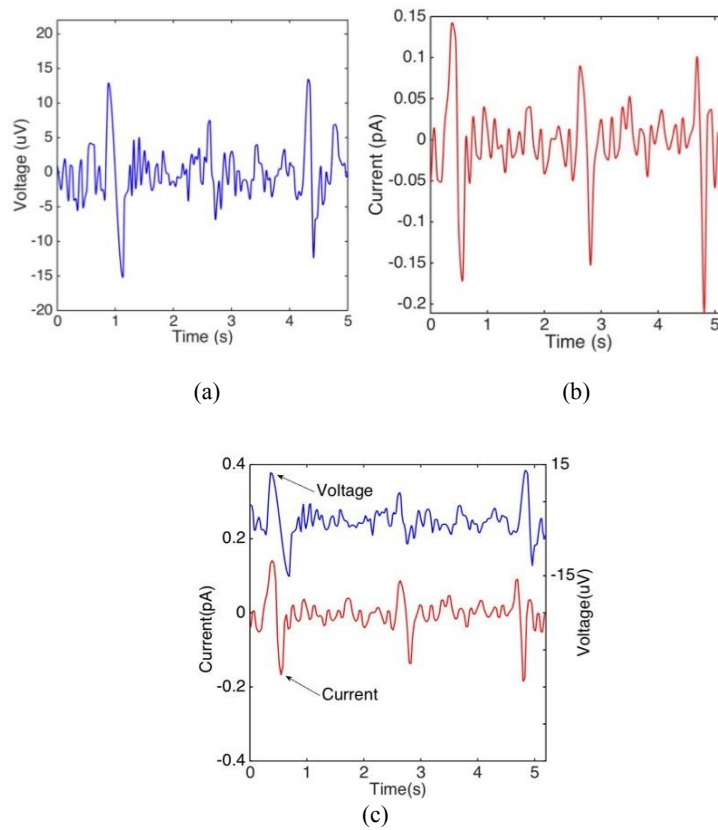 20
15
10
5
0
-5
-10
-15
-20
Voltage (uV)
0 1 2 3 4 5
Time (s)
(a)
0.15
0.1
0.05
0
-0.05
-0.1
-0.15
-0.2
Current (pA)
0 1 2 3 4 5
Time (s)
(b)
0.4
0.2
0
-0.2
-0.4
Current(pA)
15
-15
Voltage(uV)
Voltage
Current
0 1 2 3 4 5
Time(s)
(c)